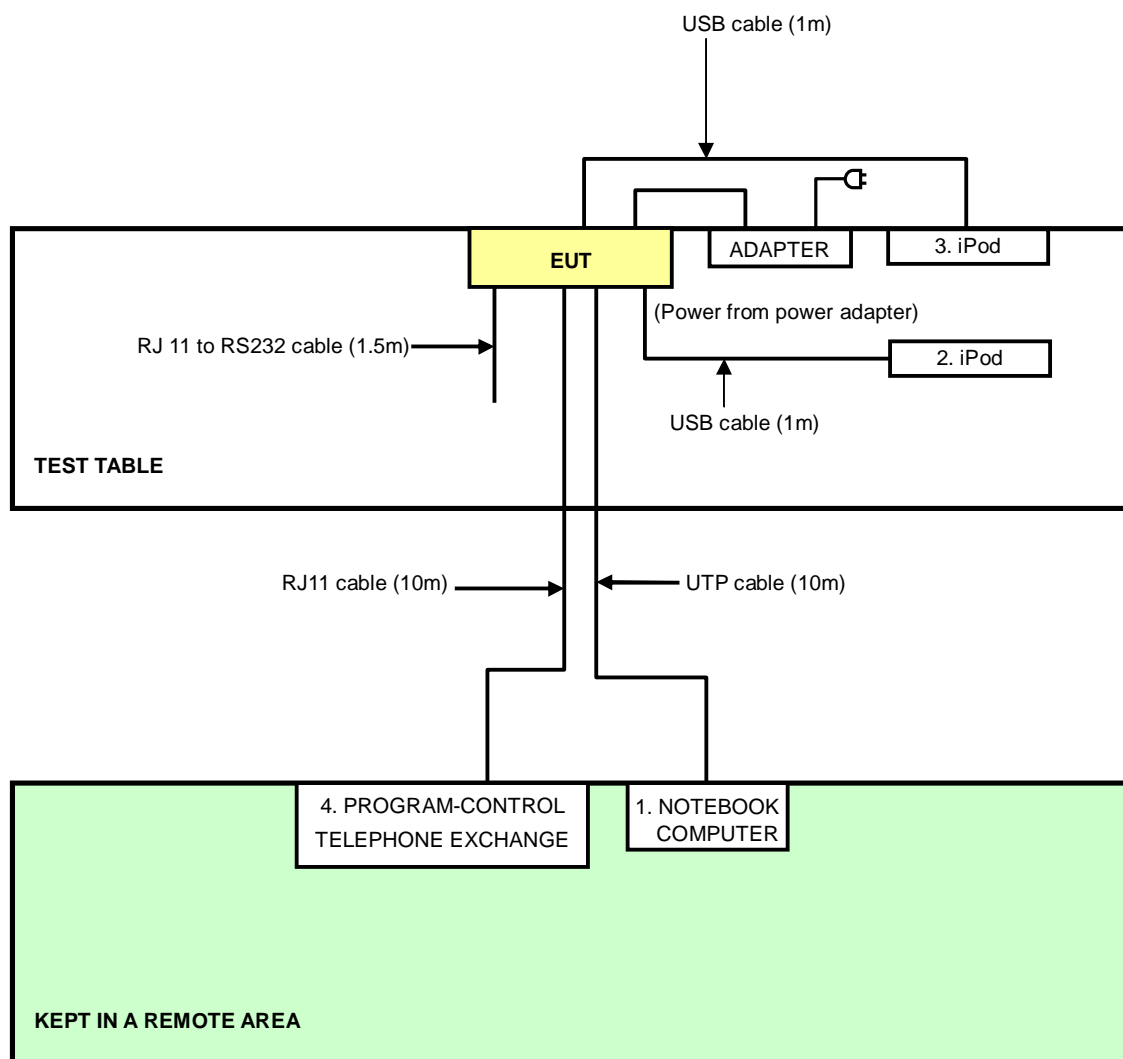 USB cable (1m)
EUT
ADAPTER
3. iPod
(Power from power adapter)
RJ 11 to RS232 cable (1.5m)
2. iPod
USB cable (1m)
TEST TABLE
RJ11 cable (10m)
UTP cable (10m)
4. PROGRAM-CONTROL
TELEPHONE EXCHANGE
1. NOTEBOOK
COMPUTER
KEPT IN A REMOTE AREA